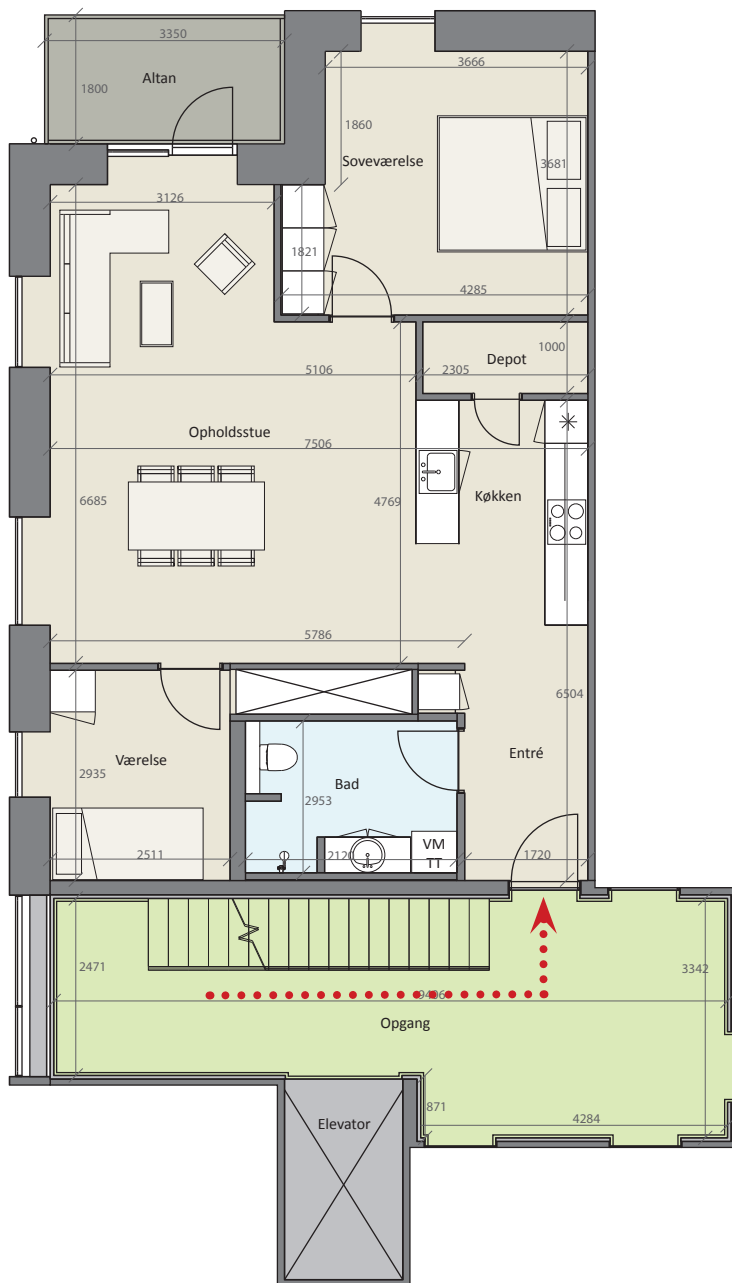 3350
Altan
1800
3666
1860
Soveværelse
3681
3126
1821
4285
Depot
1000
5106
2305
Opholdsstue
7506
6685
4769
Køkken
5786
6504
Værelse
2935
Bad
2953
Entré
VM
TT
2511
2120
1720
2471
3342
9406
Opgang
871
4284
Elevator